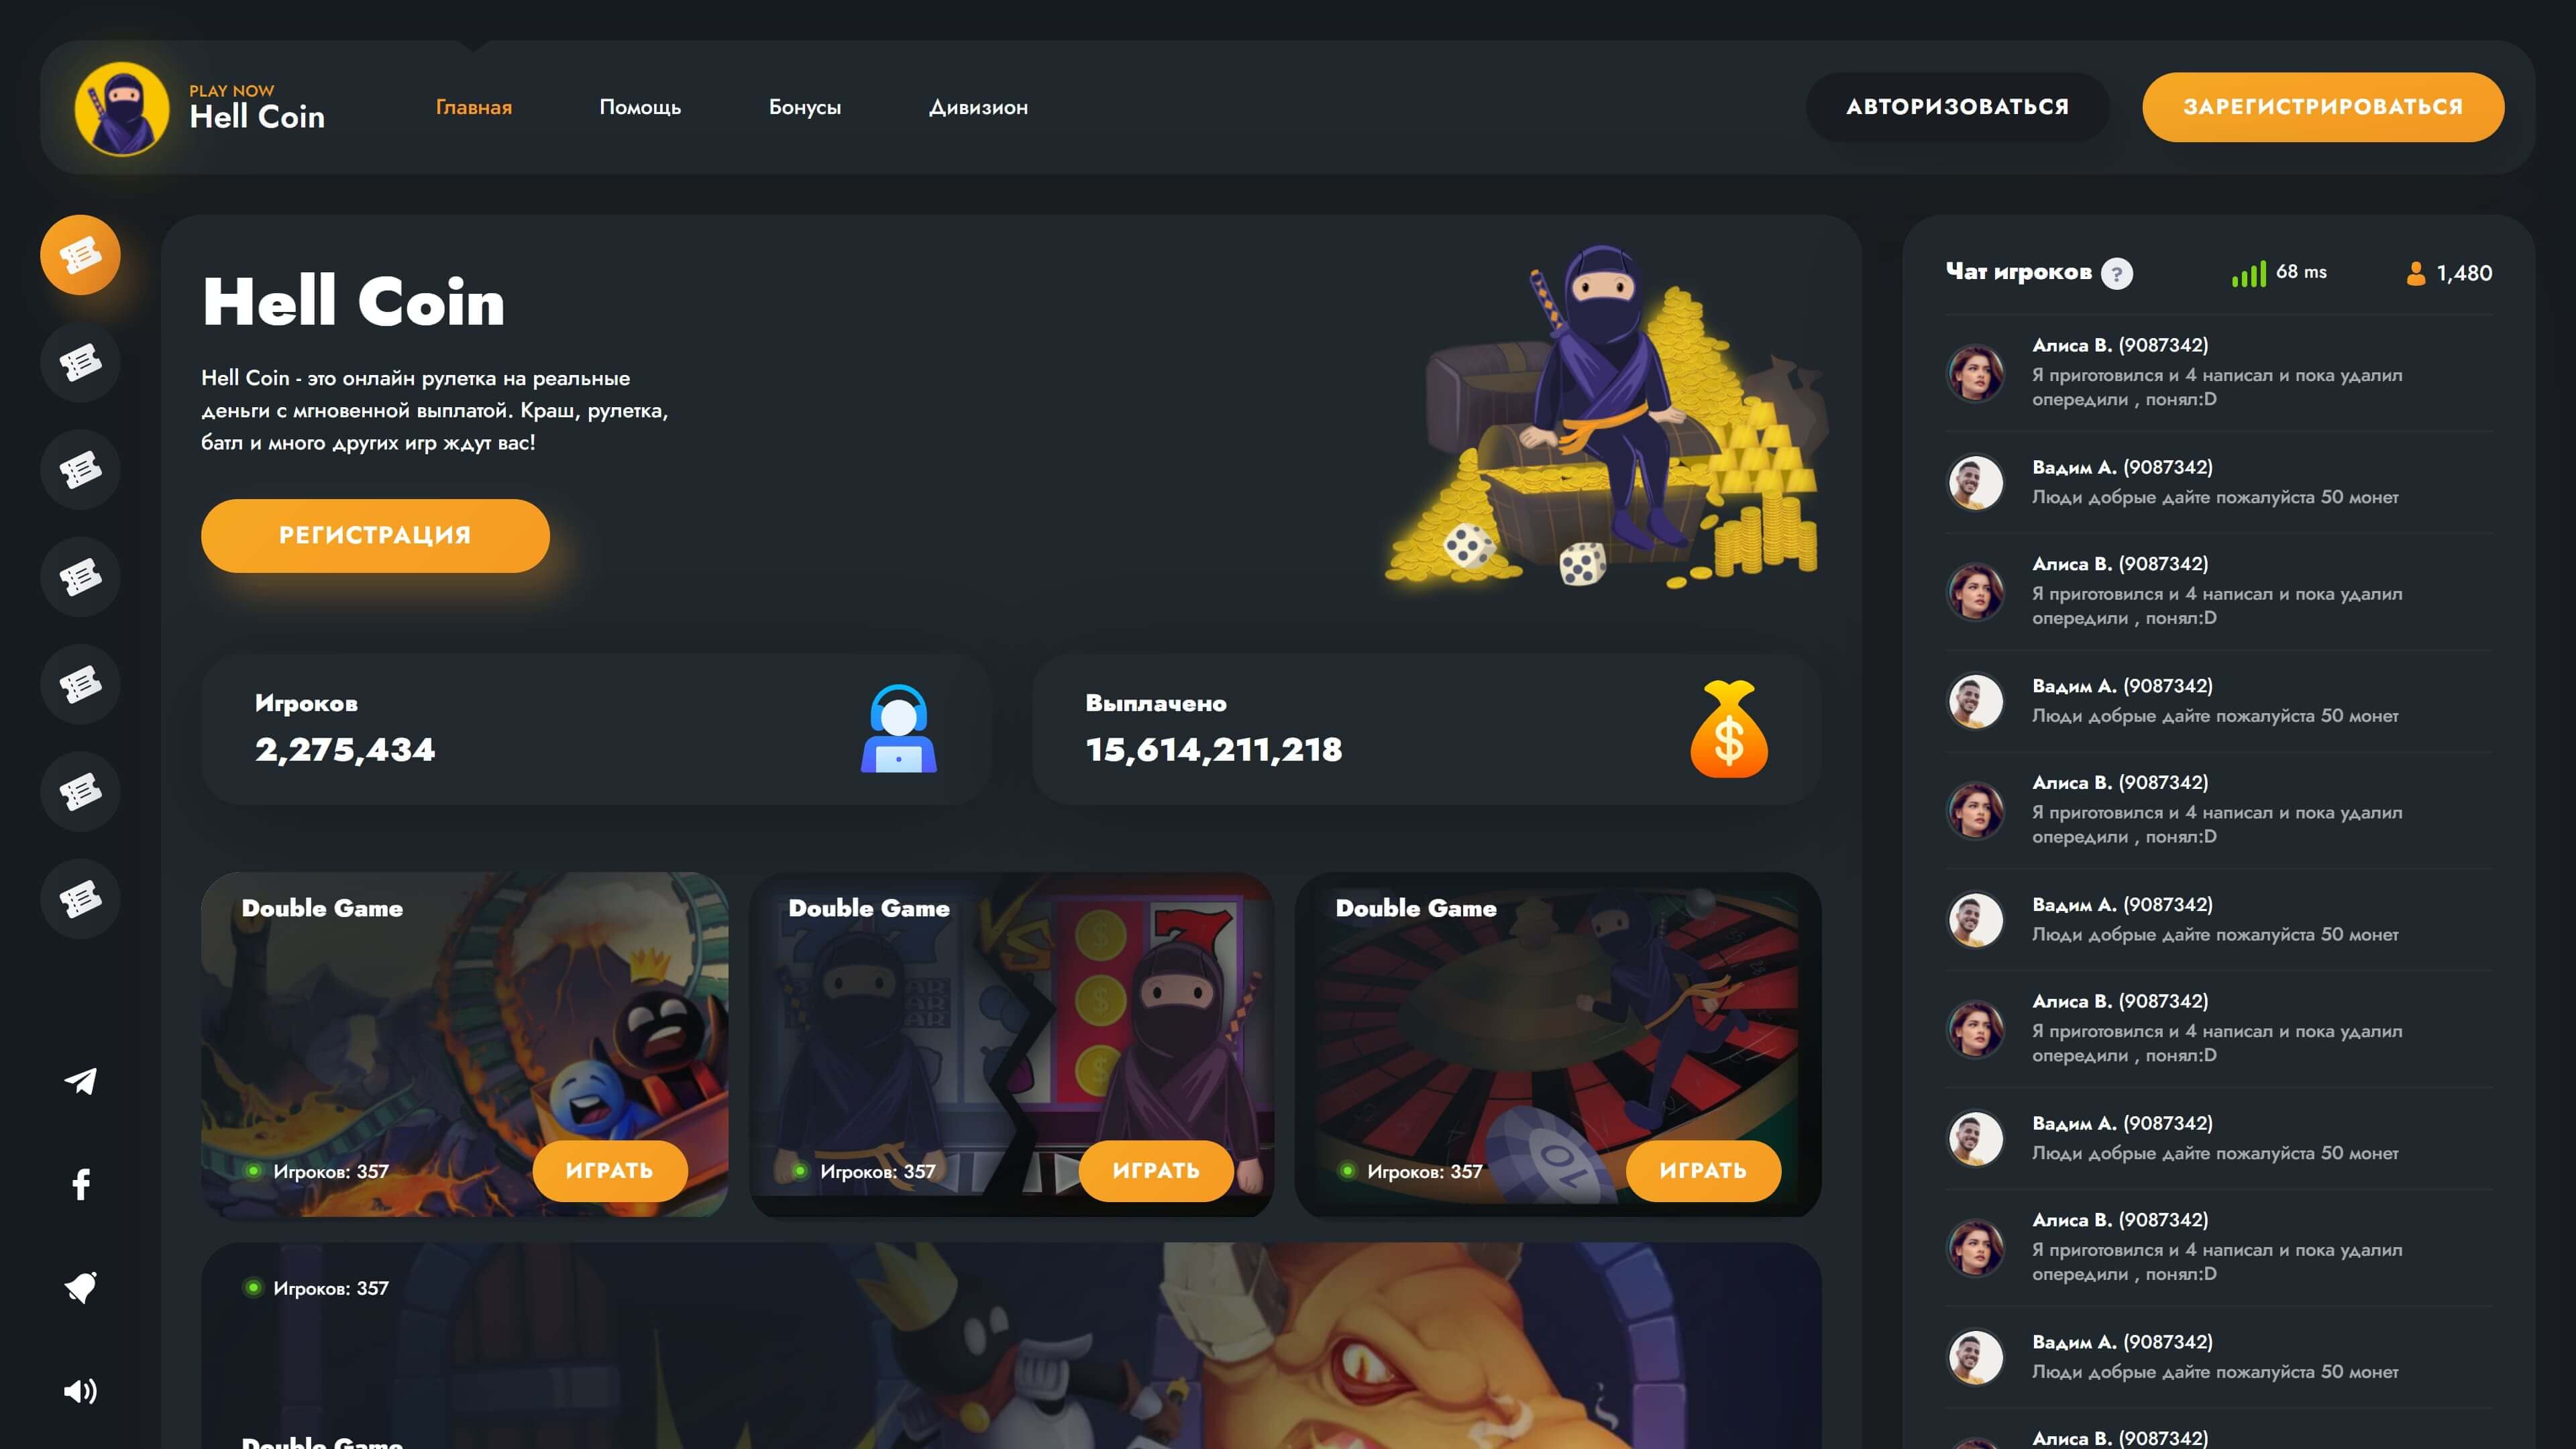 PLAY NOW
Hell Coin
Главная
Помощь
Бонусы
Дивизион
АВТОРИЗОВАТЬСЯ
ЗАРЕГИСТРИРОВАТЬСЯ
Hell Coin
Hell Coin - это онлайн рулетка на реальные
деньги с мгновенной выплатой. Краш, рулетка,
батл и много других игр ждут вас!
РЕГИСТРАЦИЯ
Игроков
2,275,434
Выплачено
15,614,211,218
Double Game
Игроков: 357
ИГРАТЬ
Double Game
VS
Игроков: 357
ИГРАТЬ
Double Game
10
Игроков: 357
ИГРАТЬ
Игроков: 357
Double Game
Чат игроков ?
68 ms
1,480
Алиса В. (9087342)
Я приготовился и 4 написал и пока удалил
опередили , понял:D
Вадим А. (9087342)
Люди добрые дайте пожалуйста 50 монет
Алиса В. (9087342)
Я приготовился и 4 написал и пока удалил
опередили , понял:D
Вадим А. (9087342)
Люди добрые дайте пожалуйста 50 монет
Алиса В. (9087342)
Я приготовился и 4 написал и пока удалил
опередили , понял:D
Вадим А. (9087342)
Люди добрые дайте пожалуйста 50 монет
Алиса В. (9087342)
Я приготовился и 4 написал и пока удалил
опередили , понял:D
Вадим А. (9087342)
Люди добрые дайте пожалуйста 50 монет
Алиса В. (9087342)
Я приготовился и 4 написал и пока удалил
опередили , понял:D
Вадим А. (9087342)
Люди добрые дайте пожалуйста 50 монет
Алиса В. (9087342)